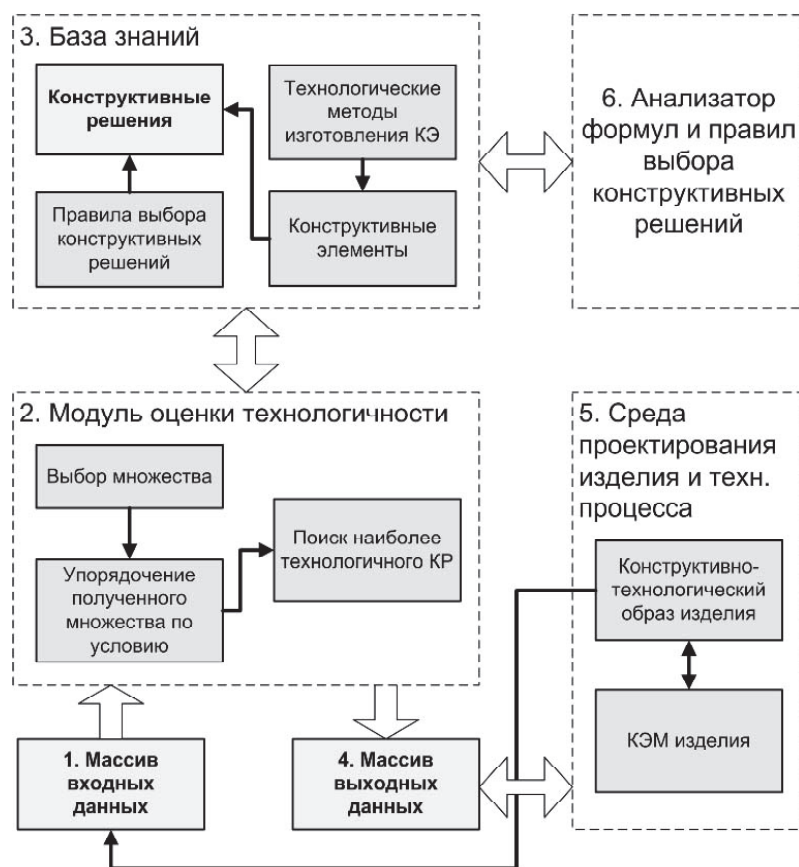 3. База знаний
Конструктивные
решения
Технологические
методы
изготовления КЭ
Правила выбора
конструктивных
решений
Конструктивные
элементы
6. Анализатор
формул и правил
выбора
конструктивных
решений
2. Модуль оценки технологичности
Выбор множества
Упорядочение
полученного
множества по
условию
Поиск наиболее
технологичного КР
5. Среда
проектирования
изделия и техн.
процесса
Конструктивно-
технологический
образ изделия
КЭМ изделия
1. Массив
входных
данных
4. Массив
выходных
данных